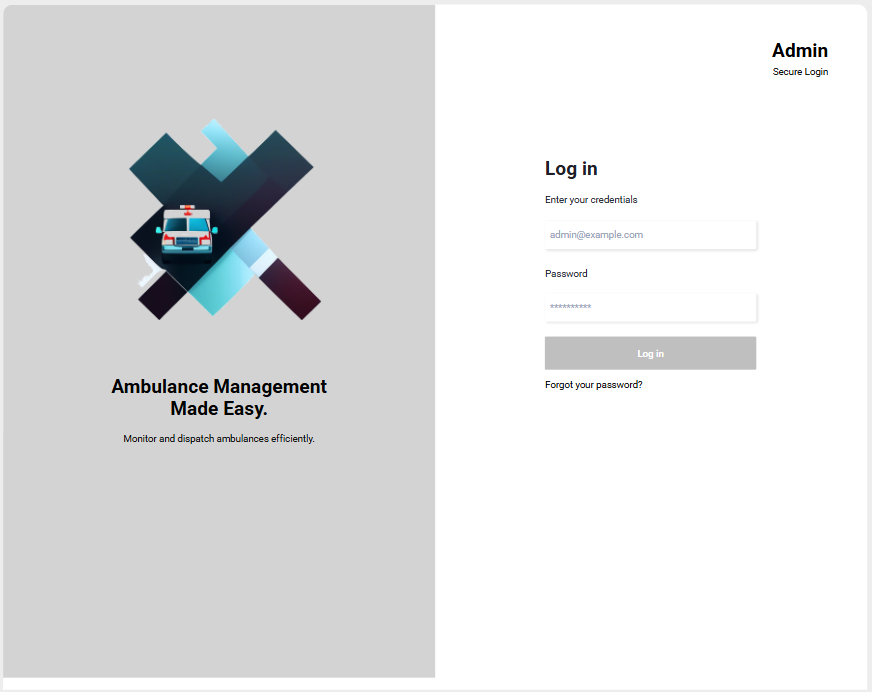 Ambulance Management
Made Easy.
Monitor and dispatch ambulances efficiently.
Admin
Secure Login
Log in
Enter your credentials
admin@example.com
Password
**********
Log in
Forgot your password?